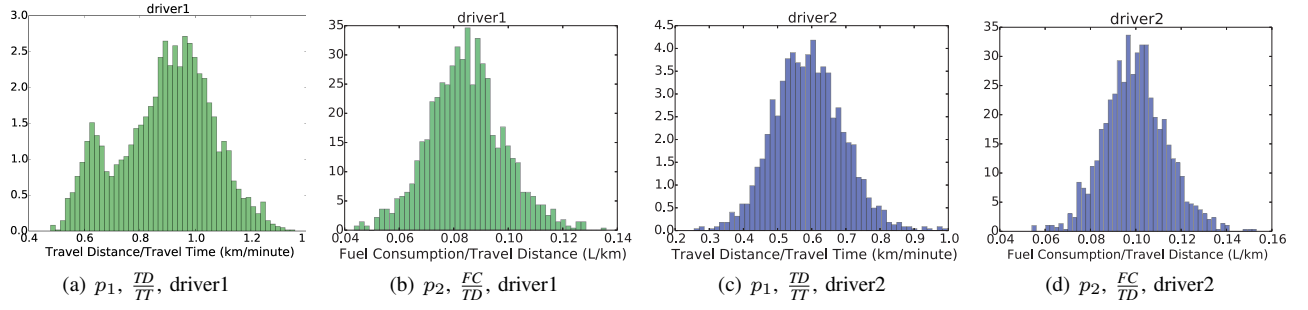 driver1
3.0
2.5
2.0
1.5
1.0
0.5
0.0
0.4 0.6 0.8 1.0 1.2 1
Travel Distance/Travel Time (km/minute)
(a) p1, TD/TT, driver1
driver1
35
30
25
20
15
10
5
0
0.04 0.06 0.08 0.10 0.12 0.14
Fuel Consumption/Travel Distance (L/km)
(b) p2, FC/TD, driver1
driver2
4.5
4.0
3.5
3.0
2.5
2.0
1.5
1.0
0.5
0.0
0.2 0.3 0.4 0.5 0.6 0.7 0.8 0.9 1.0
Travel Distance/Travel Time (km/minute)
(c) p1, TD/TT, driver2
driver2
35
30
25
20
15
10
5
0
0.04 0.06 0.08 0.10 0.12 0.14 0.16
Fuel Consumption/Travel Distance (L/km)
(d) p2, FC/TD, driver2